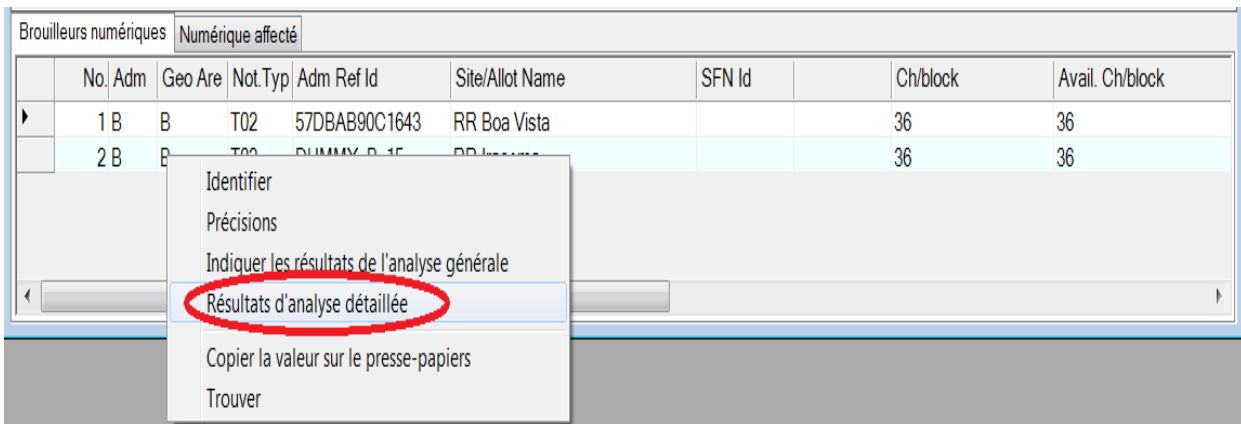 Brouilleurs numériques Numérique affecté
No. Adm Geo Are Not.Typ Adm Ref Id Site/Allot Name SFN Id Ch/block Avail. Ch/block
1 B B T02 57DBAB90C1643 RR Boa Vista 36 36
2 B B T02 36 36
Identifier
Précisions
Indiquer les résultats de l'analyse générale
Résultats d'analyse détaillée
Copier la valeur sur le presse-papiers
Trouver